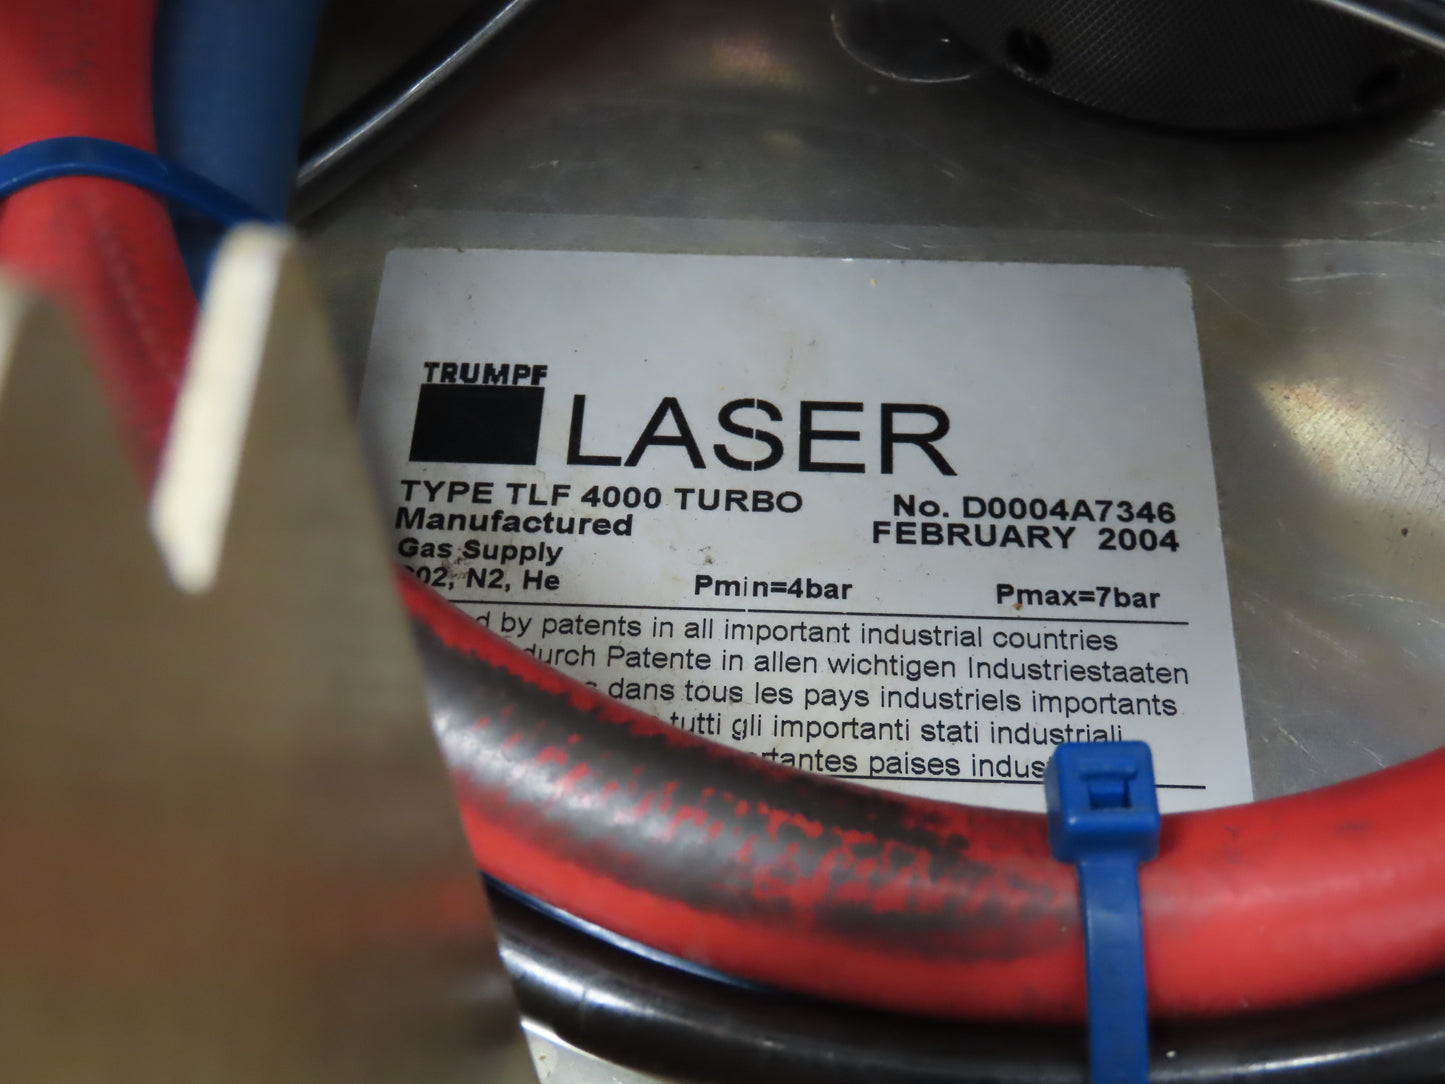 TRUMPF
LASER
TYPE TLF 4000 TURBO No. D0004A7346
Manufactured FEBRUARY 2004
Gas Supply
N2, He Pmin=4bar Pmax=7bar
by patents in all important industrial countries
durch Patente in allen wichtigen Industriestaaten
dans tous les pays industriels importants
tutti gli importanti stati industriali
paises